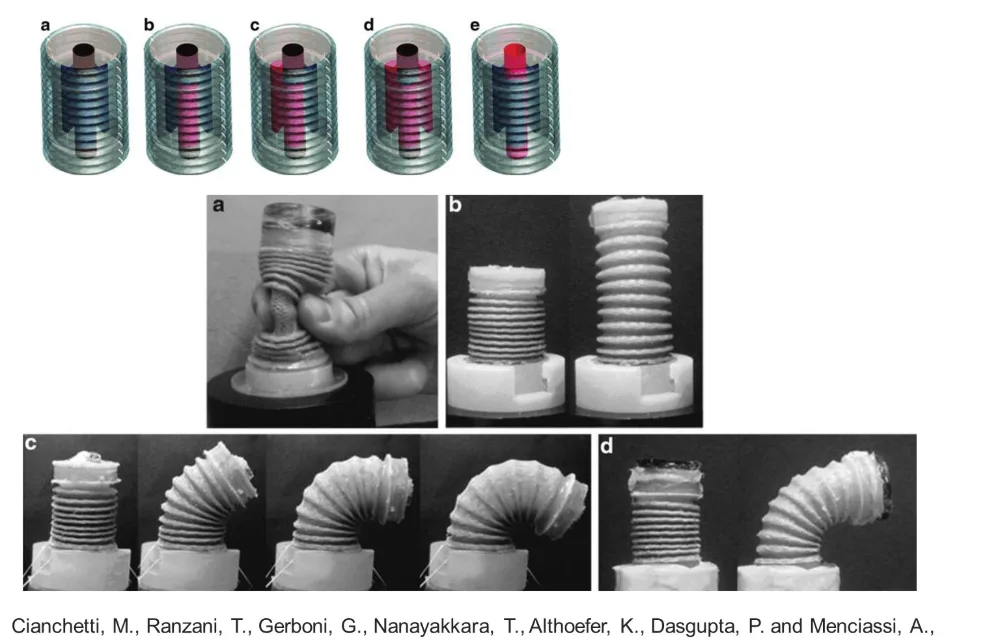 a b c d e
a b
c d
Cianchetti, M., Ranzani, T., Gerboni, G., Nanayakkara, T., Althoefer, K., Dasgupta, P. and Menciassi, A.,